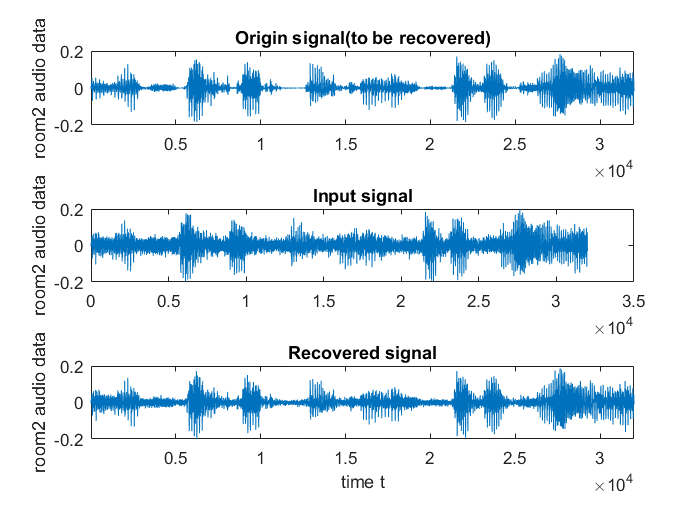 Origin signal(to be recovered)
room2 audio data
0.2
0
-0.2
0.5 1 1.5 2 2.5 3
×10^4
Input signal
room2 audio data
0.2
0
-0.2
0 0.5 1 1.5 2 2.5 3 3.5
×10^4
Recovered signal
room2 audio data
0.2
0
-0.2
0.5 1 1.5 2 2.5 3
time t
×10^4